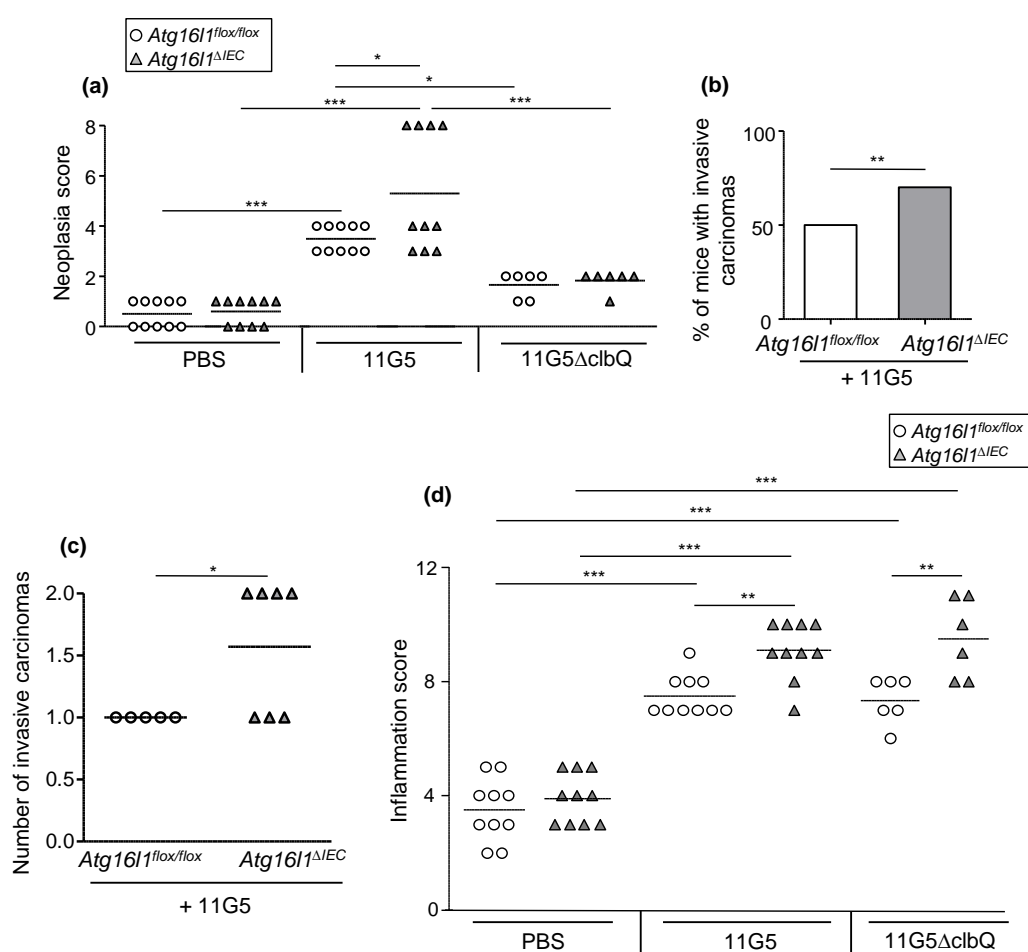 Atg16l1flox/flox
Atg16l1ΔIEC
(a)
*
*
***
***
***
Neoplasia score
8
6
4
2
0
PBS
11G5
11G5ΔclbQ
(b)
**
% of mice with invasive
carcinomas
100
50
0
Atg16l1flox/flox
Atg16l1ΔIEC
+ 11G5
(c)
*
Number of invasive carcinomas
2.0
1.5
1.0
0.5
0.0
Atg16l1flox/flox
Atg16l1ΔIEC
+ 11G5
Atg16l1flox/flox
Atg16l1ΔIEC
(d)
***
***
***
***
**
**
Inflammation score
12
8
4
0
PBS
11G5
11G5ΔclbQ